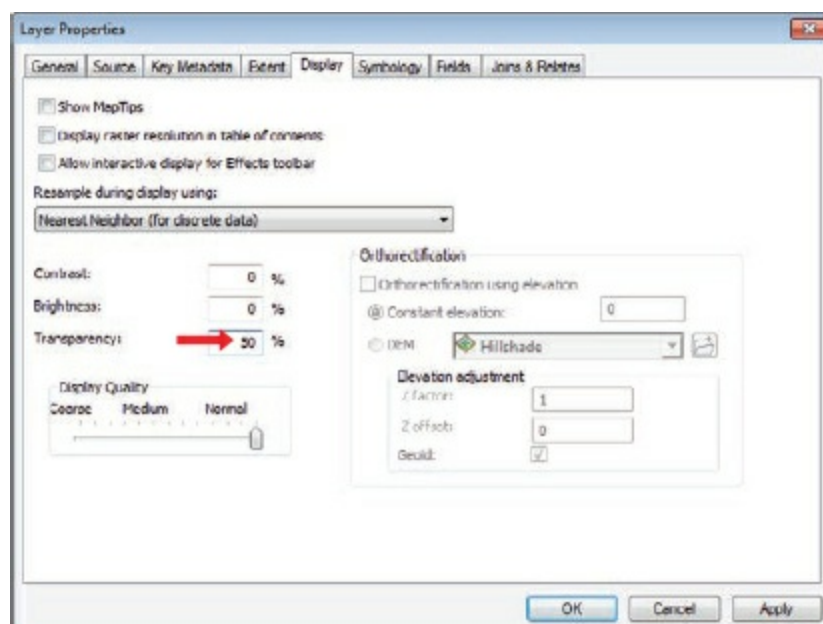 Layer Properties
General Source Key Metadata Extent Display Symbology Fields Joins & Relates
Show MapTips
Display raster resolution in table of contents
Allow interactive display for Effects toolbar
Resample during display using:
Nearest Neighbor (for discrete data)
Contrast: 0 %
Brightness: 0 %
Transparency: 50 %
Display Quality
Coarse Medium Normal
Orthorectification
Orthorectification using elevation
Constant elevation: 0
DEM Hillshade
Elevation adjustment
Z factor: 1
Z offset: 0
Geoid:
OK Cancel Apply